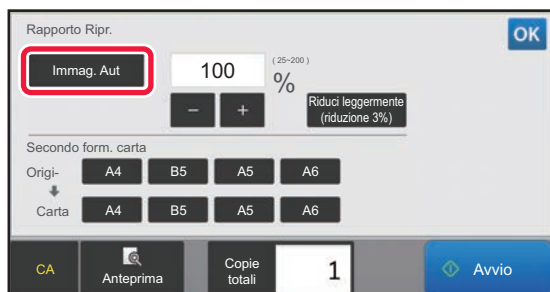 Rapporto Ripr.
OK
Immag. Aut
100
(25~200)
%
- +
Riduci leggermente
(riduzione 3%)
Secondo form. carta
Origi- A4 B5 A5 A6
Carta A4 B5 A5 A6
CA
Anteprima
Copie
totali
1
Avvio